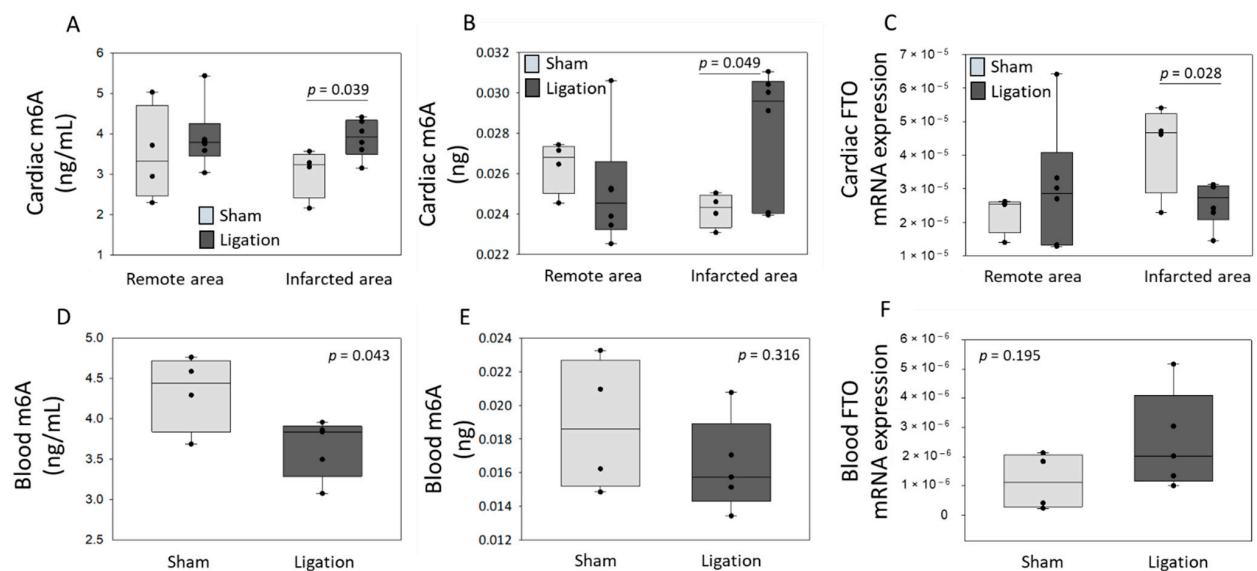 A
Cardiac m6A
(ng/mL)
6
5
4
3
2
1
p = 0.039
Sham
Ligation
Remote area
Infarcted area
B
Cardiac m6A
(ng)
0.032
0.030
0.028
0.026
0.024
0.022
Sham
Ligation
p = 0.049
Remote area
Infarcted area
C
Cardiac FTO
mRNA expression
7 × 10⁻⁵
6 × 10⁻⁵
5 × 10⁻⁵
4 × 10⁻⁵
3 × 10⁻⁵
2 × 10⁻⁵
1 × 10⁻⁵
Sham
Ligation
p = 0.028
Remote area
Infarcted area
D
Blood m6A
(ng/mL)
5.0
4.5
4.0
3.5
3.0
2.5
p = 0.043
Sham
Ligation
E
Blood m6A
(ng)
0.024
0.022
0.020
0.018
0.016
0.014
0.012
p = 0.316
Sham
Ligation
F
Blood FTO
mRNA expression
6 × 10⁻⁶
5 × 10⁻⁶
4 × 10⁻⁶
3 × 10⁻⁶
2 × 10⁻⁶
1 × 10⁻⁶
0
p = 0.195
Sham
Ligation